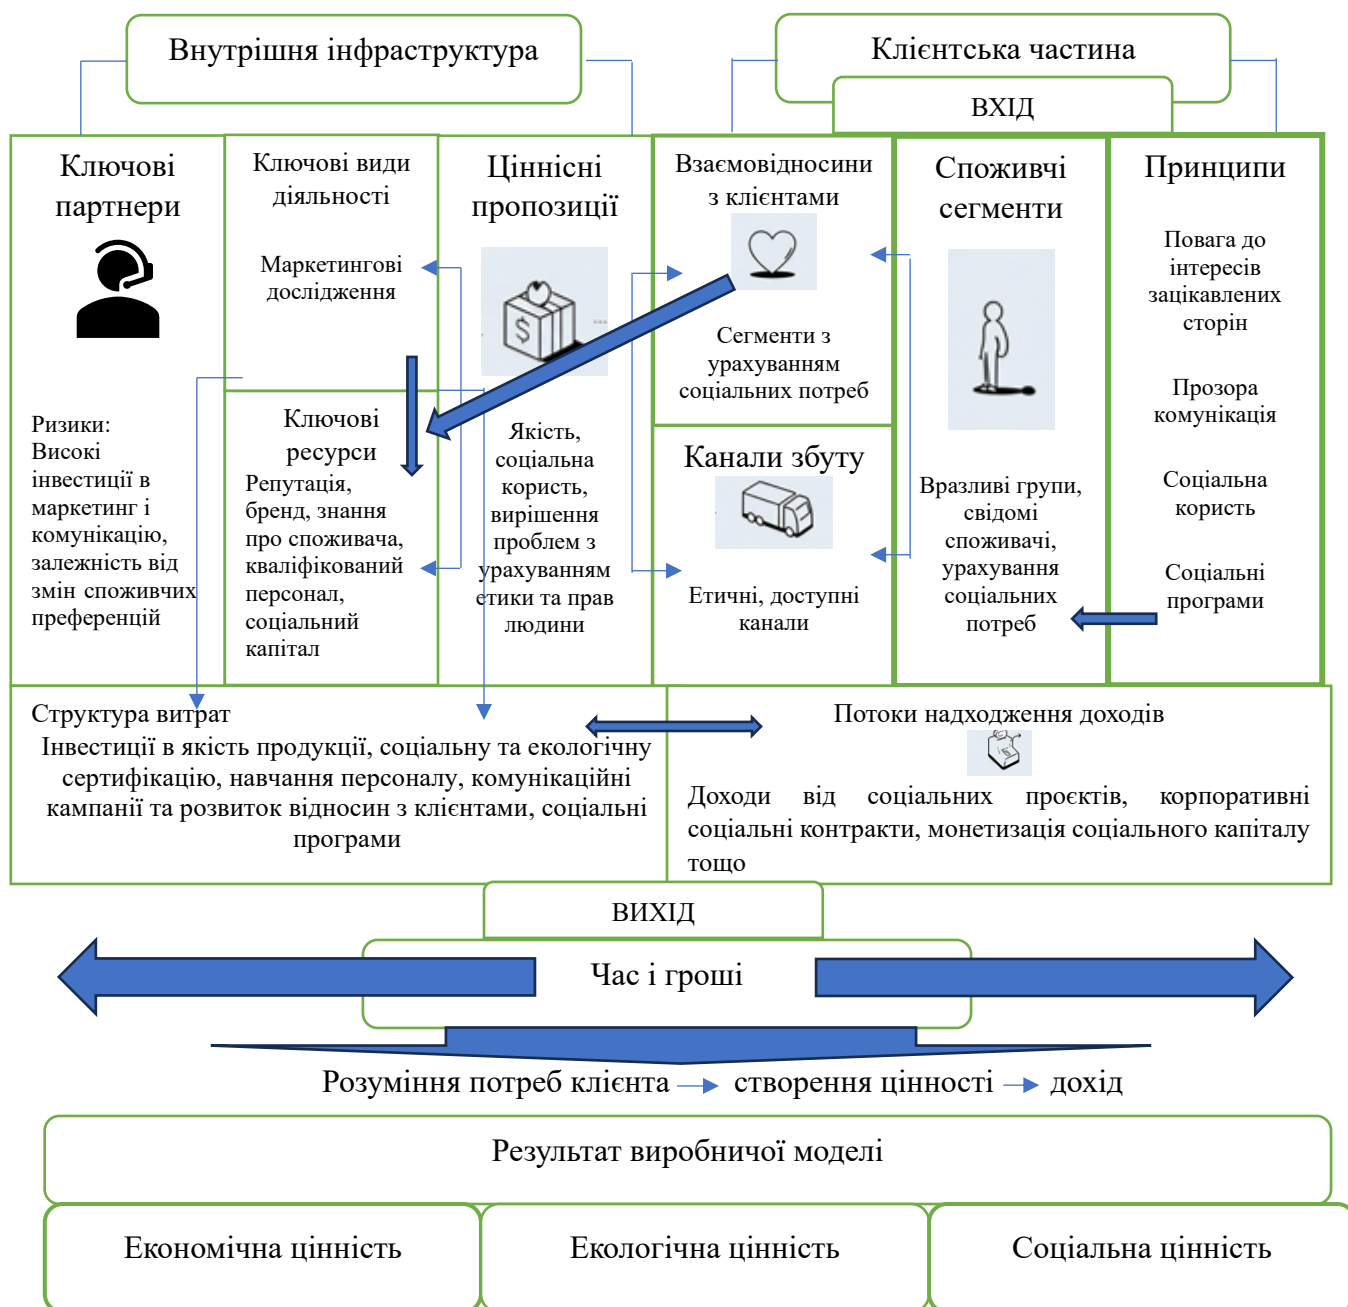 Внутрішня інфраструктура
Клієнтська частина
ВХІД
Ключові
партнери
Ризики:
Високі
інвестиції в
маркетинг і
комунікацію,
залежність від
змін споживчих
преференцій
Ключові види
діяльності
Маркетингові
дослідження
Ключові
ресурси
Репутація,
бренд, знання
про споживача,
кваліфікований
персонал,
соціальний
капітал
Ціннісні
пропозиції
$
Якість,
соціальна
користь,
вирішення
проблем з
урахуванням
етики та прав
людини
Взаємовідносини
з клієнтами
Сегменти з
урахуванням
соціальних потреб
Канали збуту
Етичні, доступні
канали
Споживчі
сегменти
Вразливі групи,
свідомі
споживачі,
урахування
соціальних
потреб
Принципи
Повага до
інтересів
зацікавлених
сторін
Прозора
комунікація
Соціальна
користь
Соціальні
програми
Структура витрат
Інвестиції в якість продукції, соціальну та екологічну
сертифікацію, навчання персоналу, комунікаційні
кампанії та розвиток відносин з клієнтами, соціальні
програми
Потоки надходження доходів
Доходи від соціальних проєктів, корпоративні
соціальні контракти, монетизація соціального капіталу
тощо
ВИХІД
Час і гроші
Розуміння потреб клієнта → створення цінності → дохід
Результат виробничої моделі
Економічна цінність
Екологічна цінність
Соціальна цінність